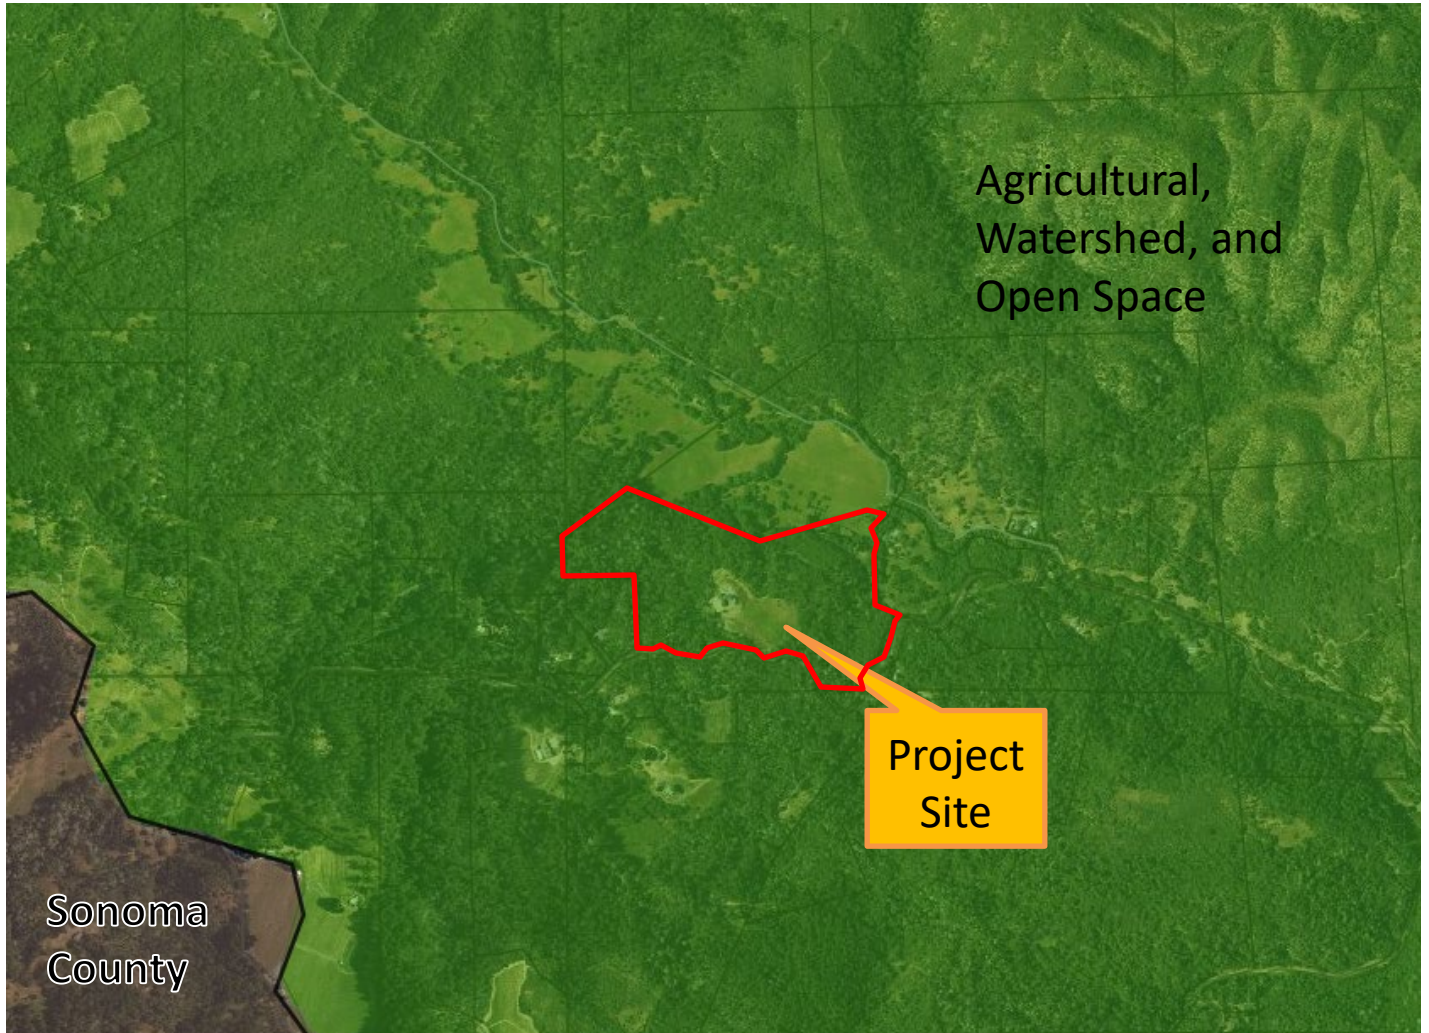 Agricultural,
Watershed, and
Open Space
Project
Site
Sonoma
County